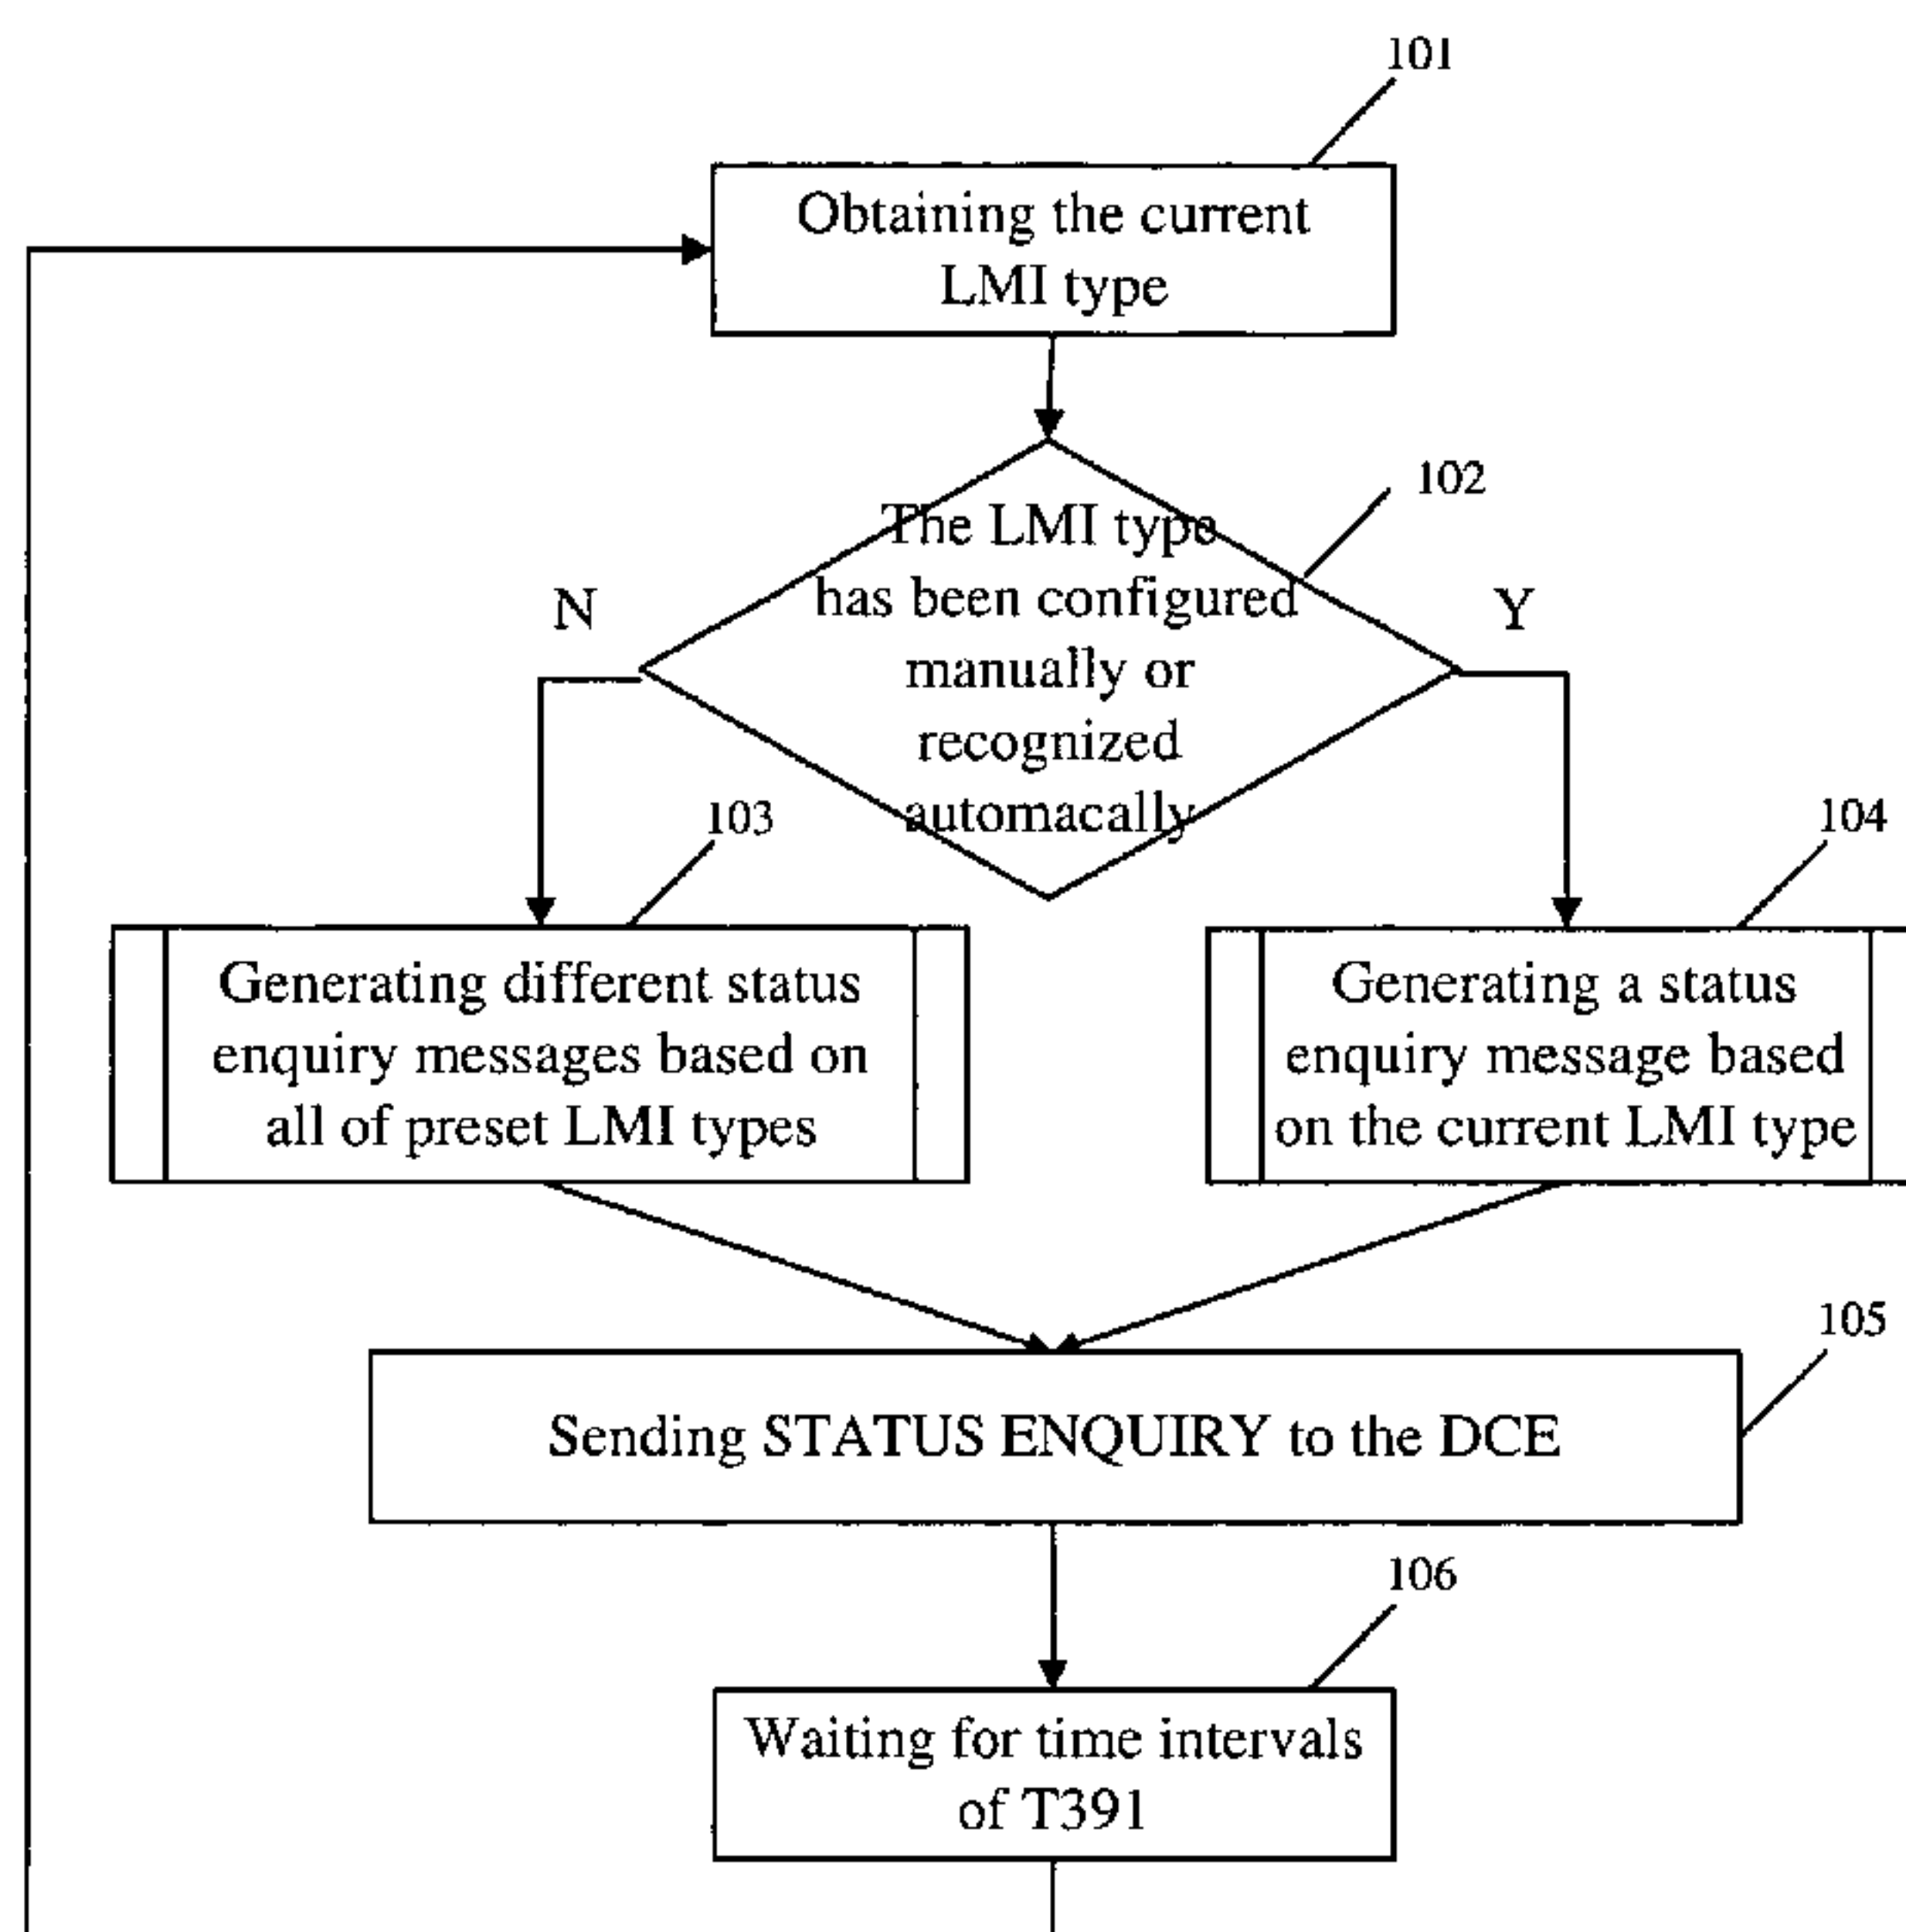 101
Obtaining the current
LMI type
102
The LMI type
has been configured
manually or
recognized
automacally
N
Y
103
104
Generating different status
enquiry messages based on
all of preset LMI types
Generating a status
enquiry message based
on the current LMI type
105
Sending STATUS ENQUIRY to the DCE
106
Waiting for time intervals
of T391